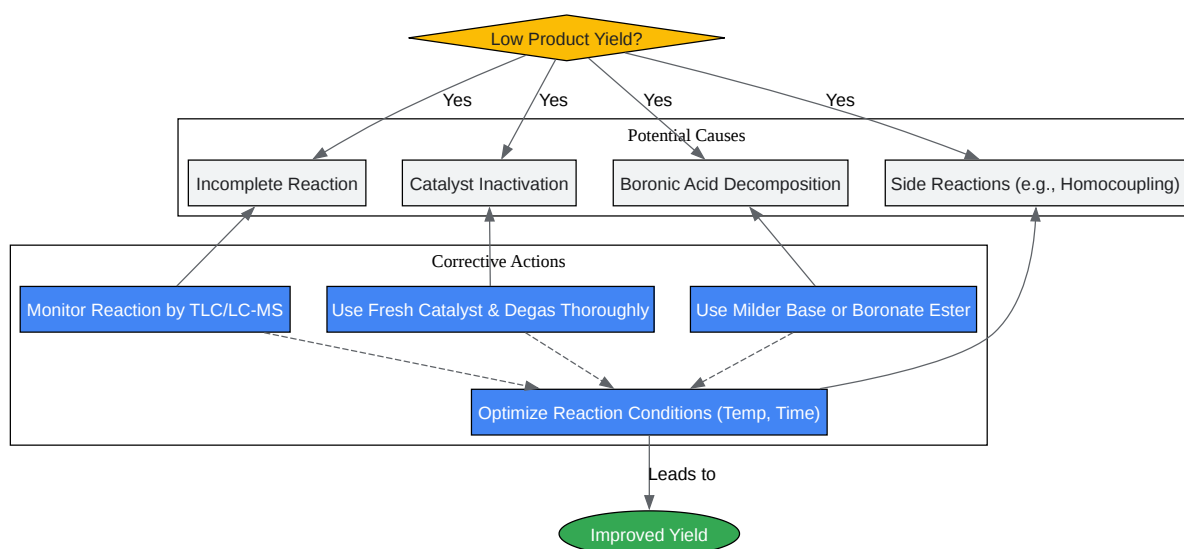 Low Product Yield?
Yes
Yes
Yes
Yes
Potential Causes
Incomplete Reaction
Catalyst Inactivation
Boronic Acid Decomposition
Side Reactions (e.g., Homocoupling)
Corrective Actions
Monitor Reaction by TLC/LC-MS
Use Fresh Catalyst & Degas Thoroughly
Use Milder Base or Boronate Ester
Optimize Reaction Conditions (Temp, Time)
Leads to
Improved Yield